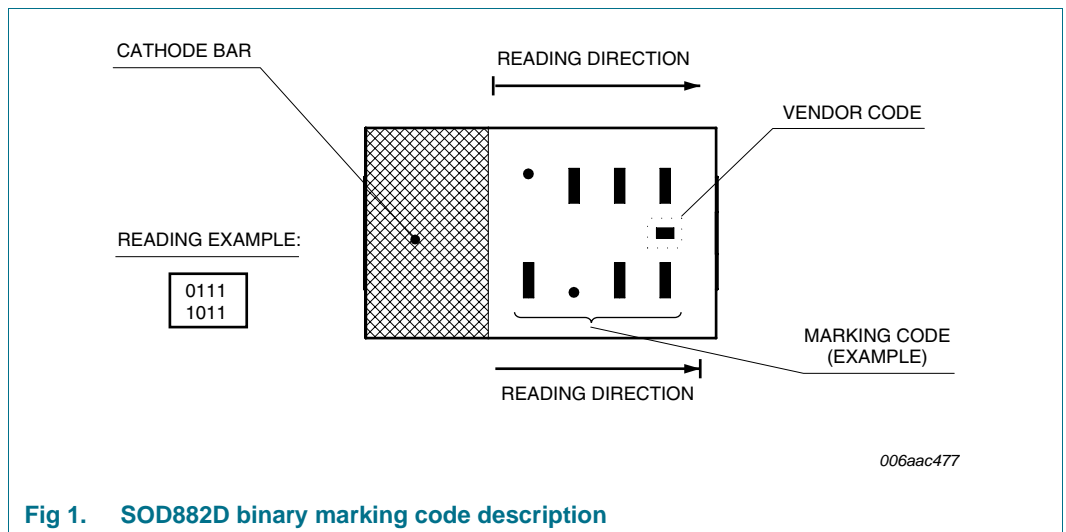 CATHODE BAR
READING DIRECTION
VENDOR CODE
READING EXAMPLE:
0111
1011
MARKING CODE
(EXAMPLE)
READING DIRECTION
006aac477
Fig 1. SOD882D binary marking code description